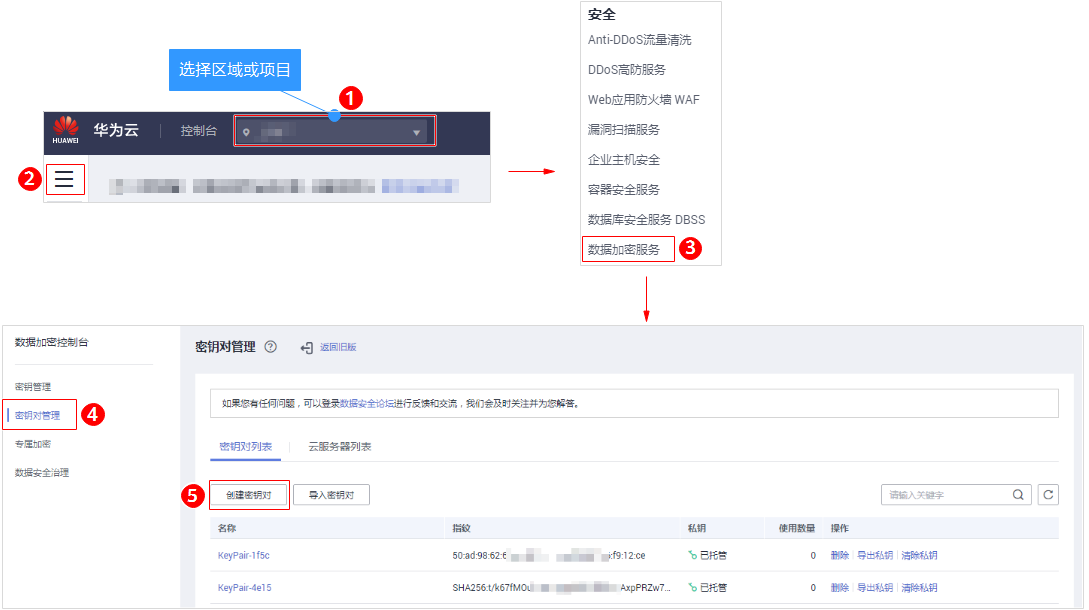 选择区域或项目
1
HUAWEI
华为云
控制台
2
安全
Anti-DDoS流量清洗
DDoS高防服务
Web应用防火墙 WAF
漏洞扫描服务
企业主机安全
容器安全服务
数据库安全服务 DBSS
数据加密服务
3
数据加密控制台
密钥管理
密钥对管理
4
专属加密
数据安全治理
密钥对管理 ? 返回旧版
如果您有任何问题，可以登录数据安全论坛进行反馈和交流，我们会及时关注并为您解答。
密钥对列表 云服务器列表
5
创建密钥对 导入密钥对 请输入关键字
名称 指纹 私钥 使用数量 操作
KeyPair-1f5c 50:ad:98:62:6 :f9:12:ce 已托管 0 删除 导出私钥 清除私钥
KeyPair-4e15 SHA256:t/k67fM0 AxpPRZw7... 已托管 0 删除 导出私钥 清除私钥